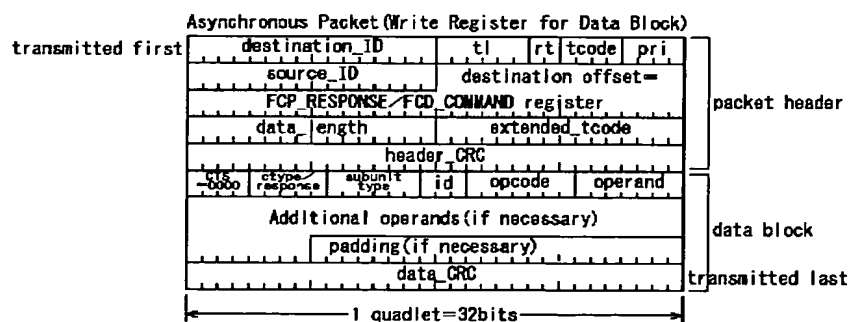 Asynchronous Packet(Write Register for Data Block)
transmitted first
destination_ID tl rt tcode pri
source_ID destination offset=
FCP_RESPONSE/FCD_COMMAND register
packet header
data_length extended_tcode
header_CRC
CTS =0000 ctype/ response subunit type id opcode operand
Additional operands(if necessary)
data block
padding(if necessary)
data_CRC
transmitted last
1 quadlet=32bits